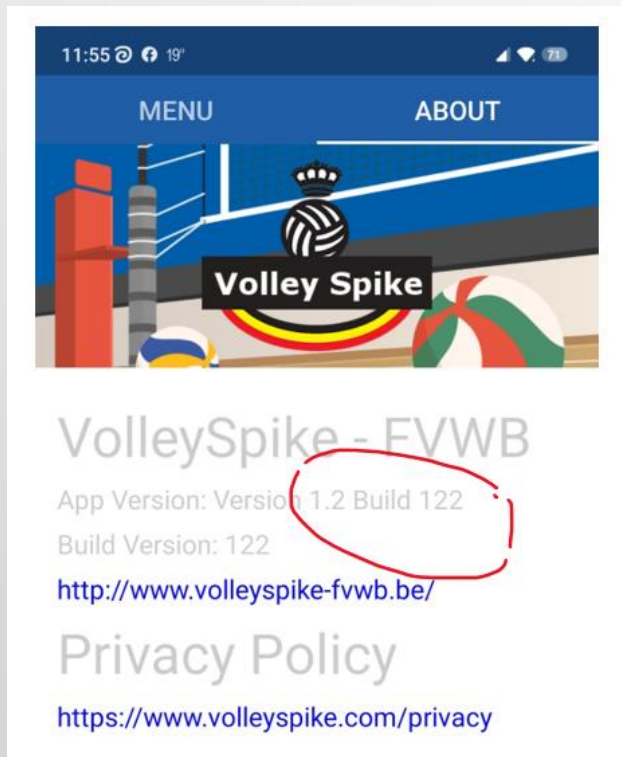 11:55 19° 71
MENU ABOUT
Volley Spike
VolleySpike - FVWB
App Version: Version 1.2 Build 122
Build Version: 122
http://www.volleyspike-fvwb.be/
Privacy Policy
https://www.volleyspike.com/privacy